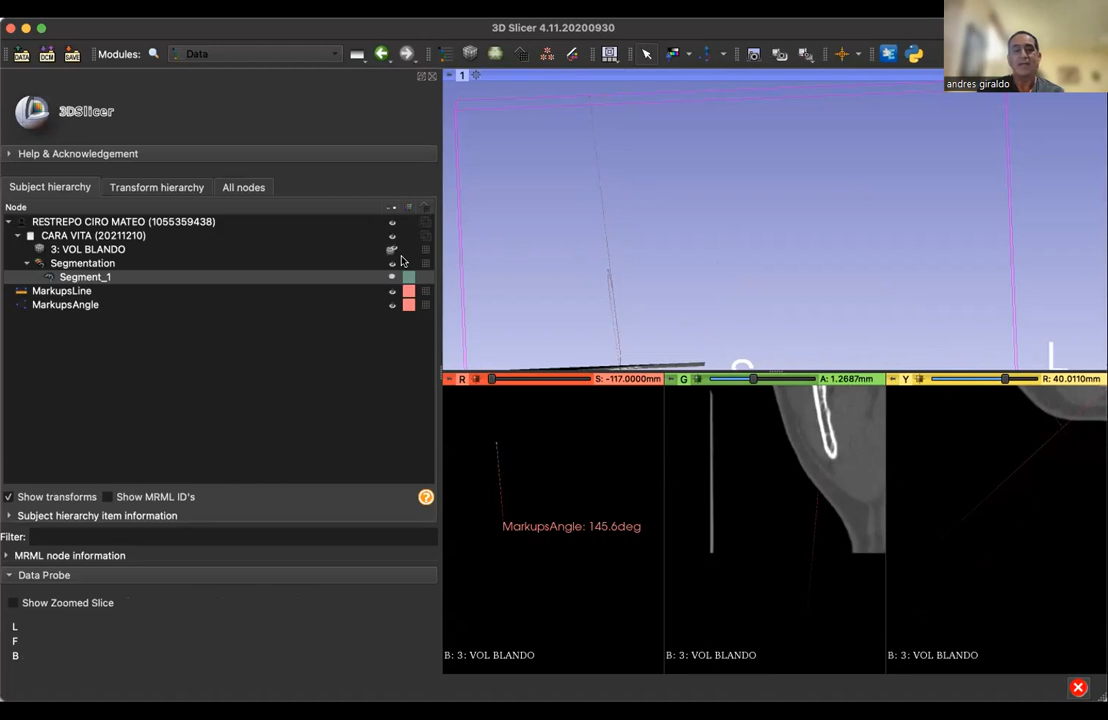 3D Slicer 4.11.20200930
andres giraldo
DATA
DCM
SAVE
Modules:
Data
1
3DSlicer
Help & Acknowledgement
Subject hierarchy
Transform hierarchy
All nodes
Node
RESTREPO CIRO MATEO (1055359438)
CARA VITA (20211210)
3: VOL BLANDO
Segmentation
Segment_1
MarkupsLine
MarkupsAngle
S
L
R
S: -117.0000mm
G
A: 1.2687mm
Y
R: 40.0110mm
MarkupsAngle: 145.6deg
Show transforms
Show MRML ID's
?
Subject hierarchy item information
Filter:
MRML node information
Data Probe
Show Zoomed Slice
L
F
B
B: 3: VOL BLANDO
B: 3: VOL BLANDO
B: 3: VOL BLANDO